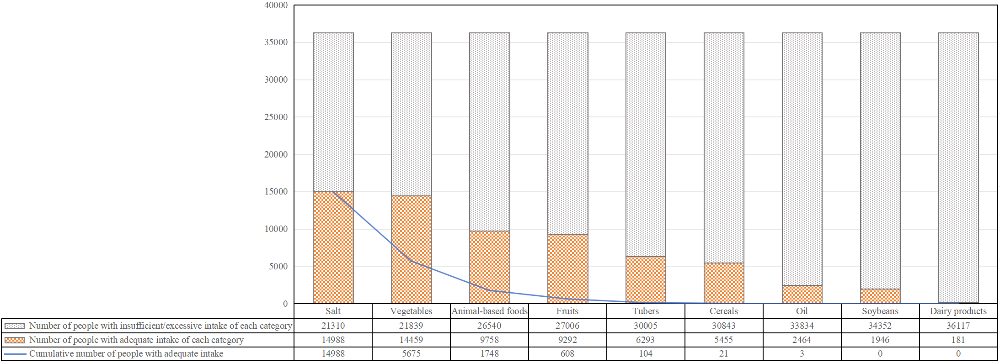 40000
35000
30000
25000
20000
15000
10000
5000
0
Salt Vegetables Animal-based foods Fruits Tubers Cereals Oil Soybeans Dairy products
Number of people with insufficient/excessive intake of each category 21310 21839 26540 27006 30005 30843 33834 34352 36117
Number of people with adequate intake of each category 14988 14459 9758 9292 6293 5455 2464 1946 181
Cumulative number of people with adequate intake 14988 5675 1748 608 104 21 3 0 0